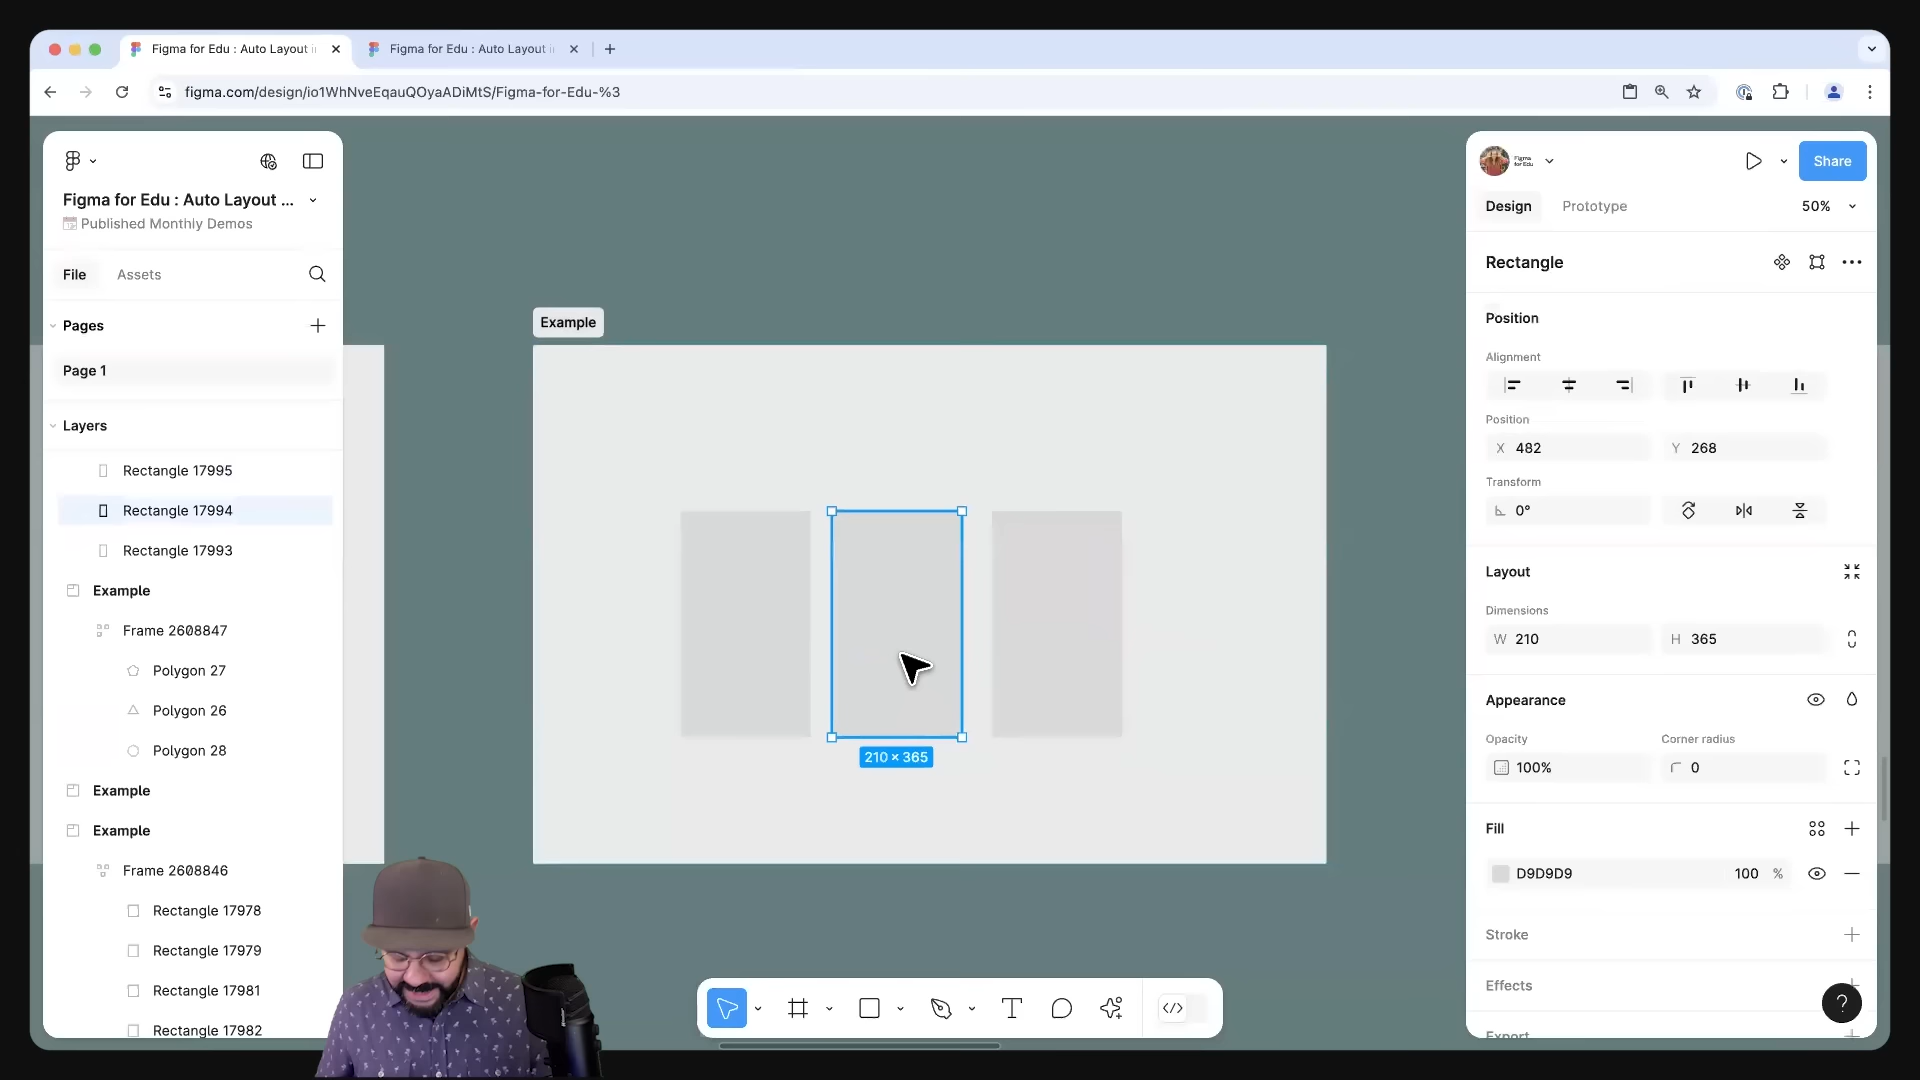 Figma for Edu : Auto Layout i
Figma for Edu : Auto Layout i
figma.com/design/io1WhNveEqauQOyaADiMtS/Figma-for-Edu-%3
Figma for Edu : Auto Layout ...
Published Monthly Demos
File
Assets
Pages
Page 1
Layers
Rectangle 17995
Rectangle 17994
Rectangle 17993
Example
Frame 2608847
Polygon 27
Polygon 26
Polygon 28
Example
Example
Frame 2608846
Rectangle 17978
Rectangle 17979
Rectangle 17981
Rectangle 17982
Example
210 × 365
Figma
for Edu
Share
Design
Prototype
50%
Rectangle
Position
Alignment
Position
X 482
Y 268
Transform
0°
Layout
Dimensions
W 210
H 365
Appearance
Opacity
Corner radius
100%
0
Fill
D9D9D9
100 %
Stroke
Effects
Export
?